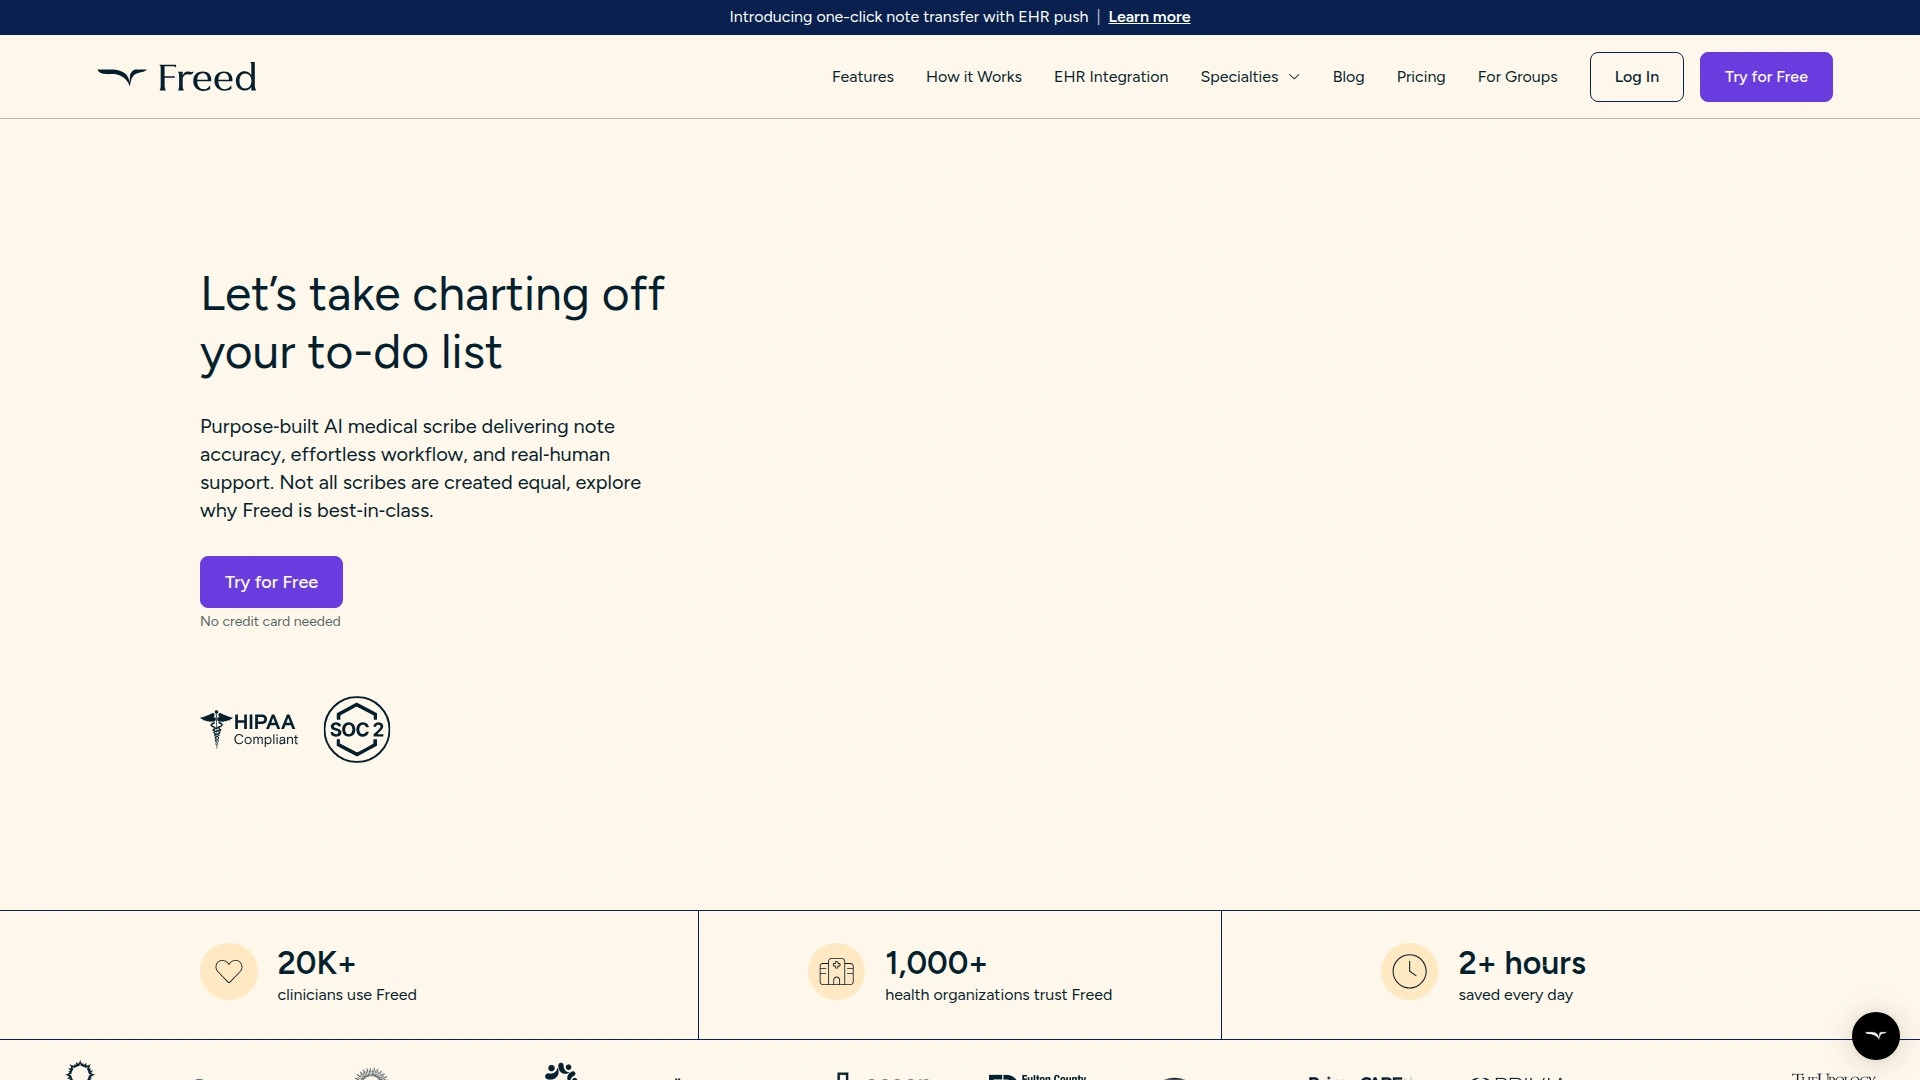 Introducing one-click note transfer with EHR push | Learn more
Freed
Features
How it Works
EHR Integration
Specialties
Blog
Pricing
For Groups
Log In
Try for Free
Let’s take charting off
your to-do list
Purpose-built AI medical scribe delivering note
accuracy, effortless workflow, and real-human
support. Not all scribes are created equal, explore
why Freed is best-in-class.
Try for Free
No credit card needed
HIPAA
Compliant
SOC 2
20K+
clinicians use Freed
1,000+
health organizations trust Freed
2+ hours
saved every day
Fulton County